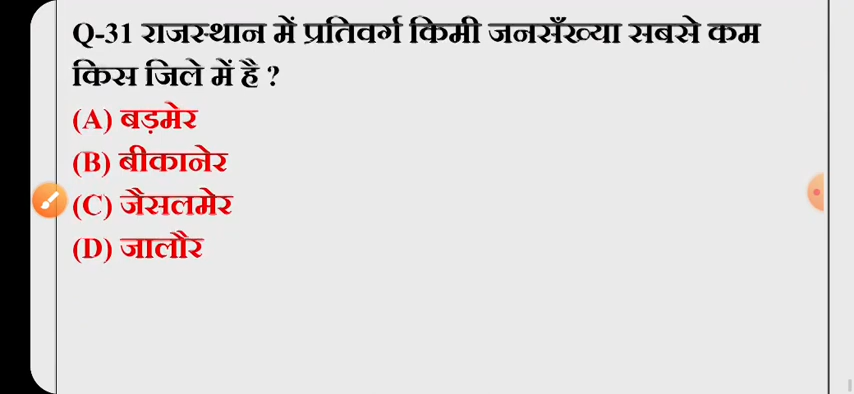 Q-31 राजस्थान में प्रतिवर्ग किमी जनसँख्या सबसे कम
किस जिले में है ?
(A) बड़मेर
(B) बीकानेर
(C) जैसलमेर
(D) जालौर